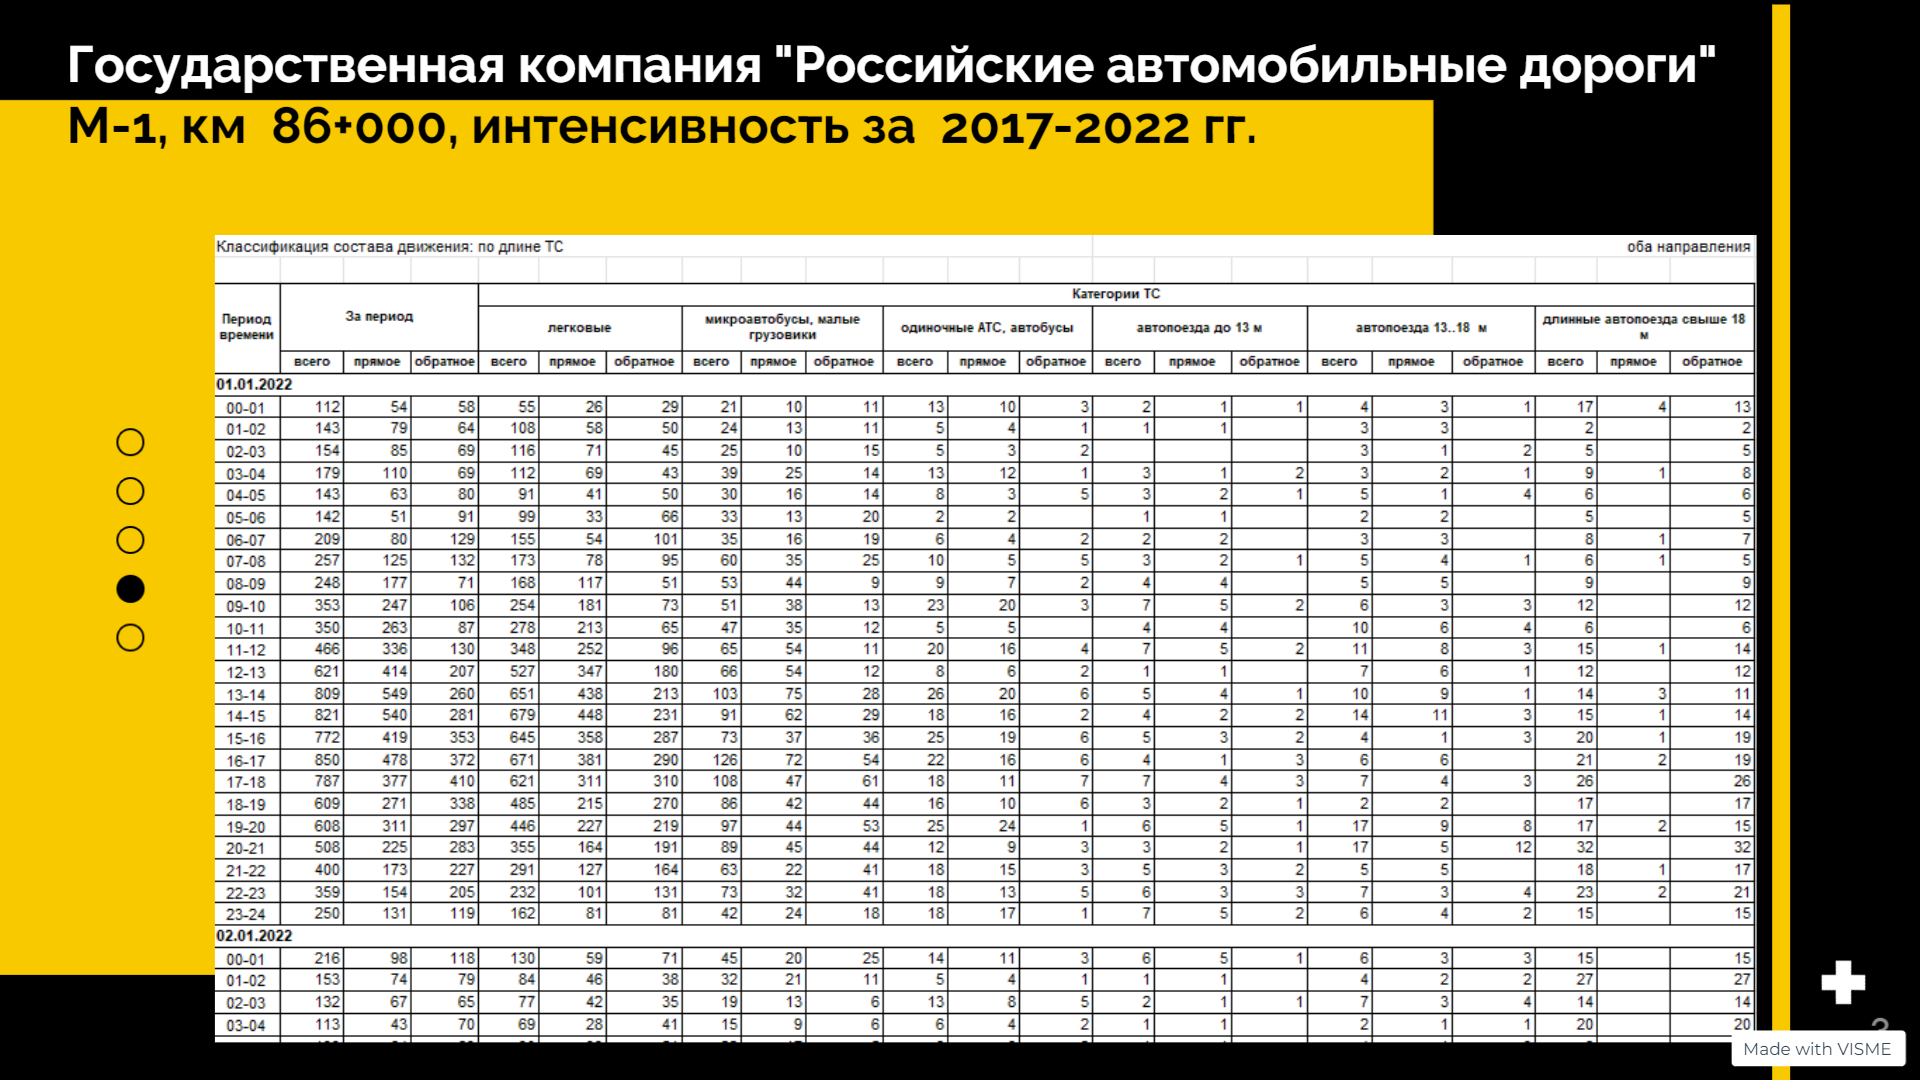 Государственная компания "Российские автомобильные дороги"
М-1, км 86+000, интенсивность за 2017-2022 гг.
Классификация состава движения: по длине ТС оба направления
Категории ТС
Период времени За период легковые микроавтобусы, малые грузовики одиночные АТС, автобусы автопоезда до 13 м автопоезда 13..18 м длинные автопоезда свыше 18 м
всего прямое обратное всего прямое обратное всего прямое обратное всего прямое обратное всего прямое обратное всего прямое обратное всего прямое обратное
01.01.2022
00-01 112 54 58 55 26 29 21 10 11 13 10 3 2 1 1 4 3 1 17 4 13
01-02 143 79 64 108 58 50 24 13 11 5 4 1 1 1 3 3 2 2
02-03 154 85 69 116 71 45 25 10 15 5 3 2 3 1 2 5 5
03-04 179 110 69 112 69 43 39 25 14 13 12 1 3 1 2 3 2 1 9 1 8
04-05 143 63 80 91 41 50 30 16 14 8 3 5 3 2 1 5 1 4 6 6
05-06 142 51 91 99 33 66 33 13 20 2 2 1 1 2 2 5 5
06-07 209 80 129 155 54 101 35 16 19 6 4 2 2 2 3 3 8 1 7
07-08 257 125 132 173 78 95 60 35 25 10 5 5 3 2 1 5 4 1 6 1 5
08-09 248 177 71 168 117 51 53 44 9 9 7 2 4 4 5 5 9 9
09-10 353 247 106 254 181 73 51 38 13 23 20 3 7 5 2 6 3 3 12 12
10-11 350 263 87 278 213 65 47 35 12 5 5 4 4 10 6 4 6 6
11-12 466 336 130 348 252 96 65 54 11 20 16 4 7 5 2 11 8 3 15 1 14
12-13 621 414 207 527 347 180 66 54 12 8 6 2 1 1 7 6 1 12 12
13-14 809 549 260 651 438 213 103 75 28 26 20 6 5 4 1 10 9 1 14 3 11
14-15 821 540 281 679 448 231 91 62 29 18 16 2 4 2 2 14 11 3 15 1 14
15-16 772 419 353 645 358 287 73 37 36 25 19 6 5 3 2 4 1 3 20 1 19
16-17 850 478 372 671 381 290 126 72 54 22 16 6 4 1 3 6 6 21 2 19
17-18 787 377 410 621 311 310 108 47 61 18 11 7 7 4 3 7 4 3 26 26
18-19 609 271 338 485 215 270 86 42 44 16 10 6 3 2 1 2 2 17 17
19-20 608 311 297 446 227 219 97 44 53 25 24 1 6 5 1 17 9 8 17 2 15
20-21 508 225 283 355 164 191 89 45 44 12 9 3 3 2 1 17 5 12 32 32
21-22 400 173 227 291 127 164 63 22 41 18 15 3 5 3 2 5 5 18 1 17
22-23 359 154 205 232 101 131 73 32 41 18 13 5 6 3 3 7 3 4 23 2 21
23-24 250 131 119 162 81 81 42 24 18 18 17 1 7 5 2 6 4 2 15 15
02.01.2022
00-01 216 98 118 130 59 71 45 20 25 14 11 3 6 5 1 6 3 3 15 15
01-02 153 74 79 84 46 38 32 21 11 5 4 1 1 1 4 2 2 27 27
02-03 132 67 65 77 42 35 19 13 6 13 8 5 2 1 1 7 3 4 14 14
03-04 113 43 70 69 28 41 15 9 6 6 4 2 1 1 2 1 1 20 20
Made with VISME